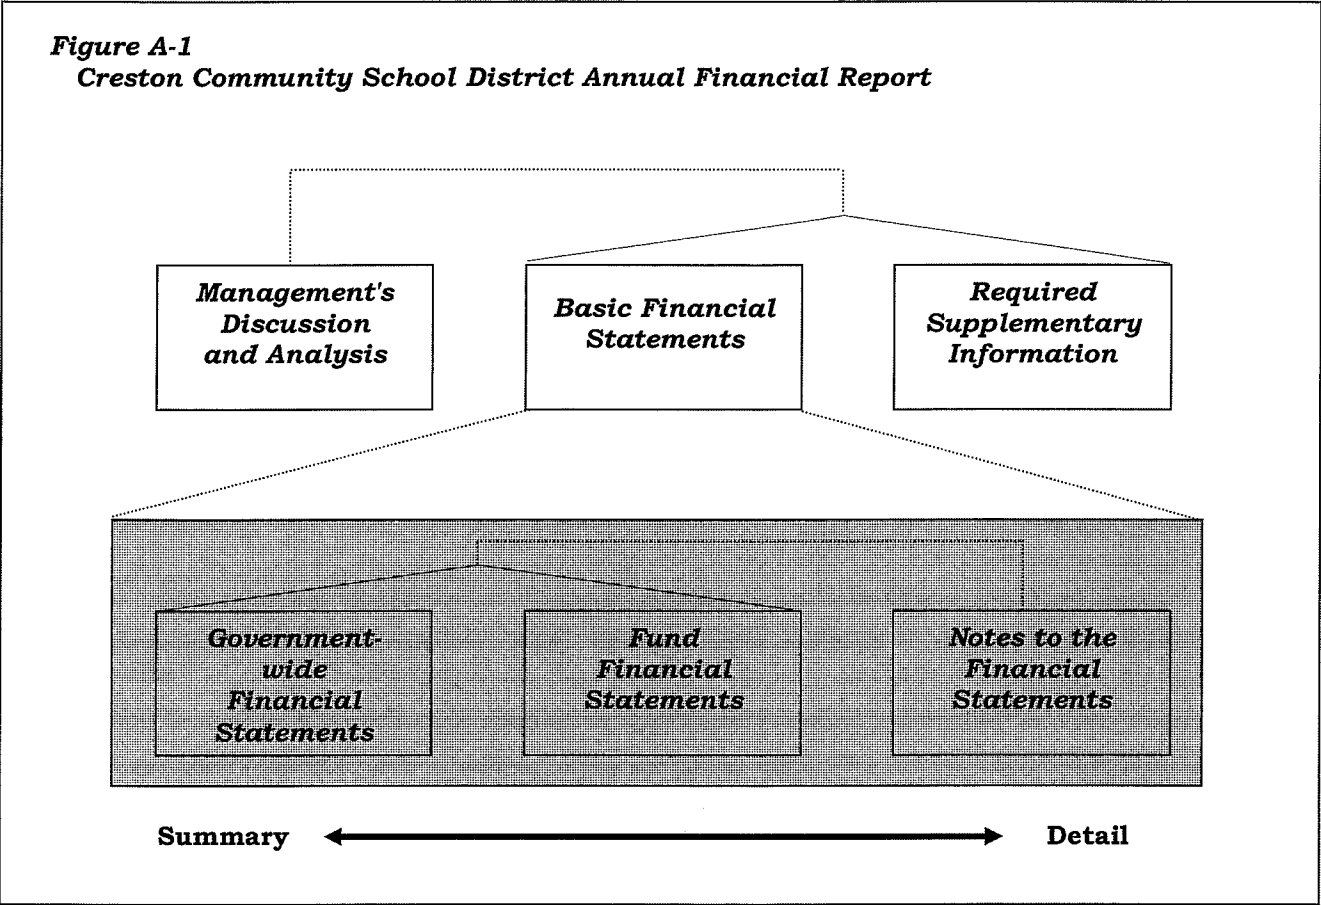 Figure A-1
Creston Community School District Annual Financial Report
Management's
Discussion
and Analysis
Basic Financial
Statements
Required
Supplementary
Information
Government-
wide
Financial
Statements
Fund
Financial
Statements
Notes to the
Financial
Statements
Summary
Detail